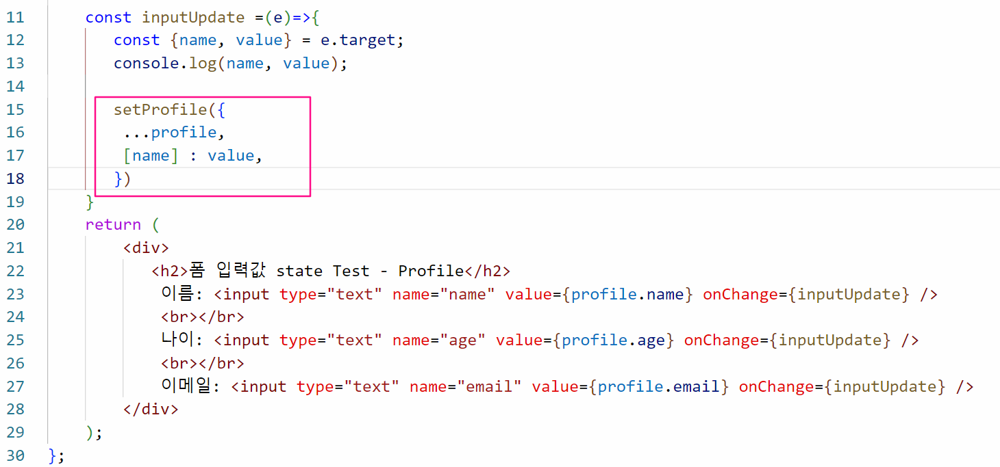 11 const inputUpdate =(e)=>{
12 const {name, value} = e.target;
13 console.log(name, value);
14
15 setProfile({
16 ...profile,
17 [name] : value,
18 })
19 }
20 return (
21 <div>
22 <h2>폼 입력값 state Test - Profile</h2>
23 이름: <input type="text" name="name" value={profile.name} onChange={inputUpdate} />
24 <br></br>
25 나이: <input type="text" name="age" value={profile.age} onChange={inputUpdate} />
26 <br></br>
27 이메일: <input type="text" name="email" value={profile.email} onChange={inputUpdate} />
28 </div>
29 );
30 };